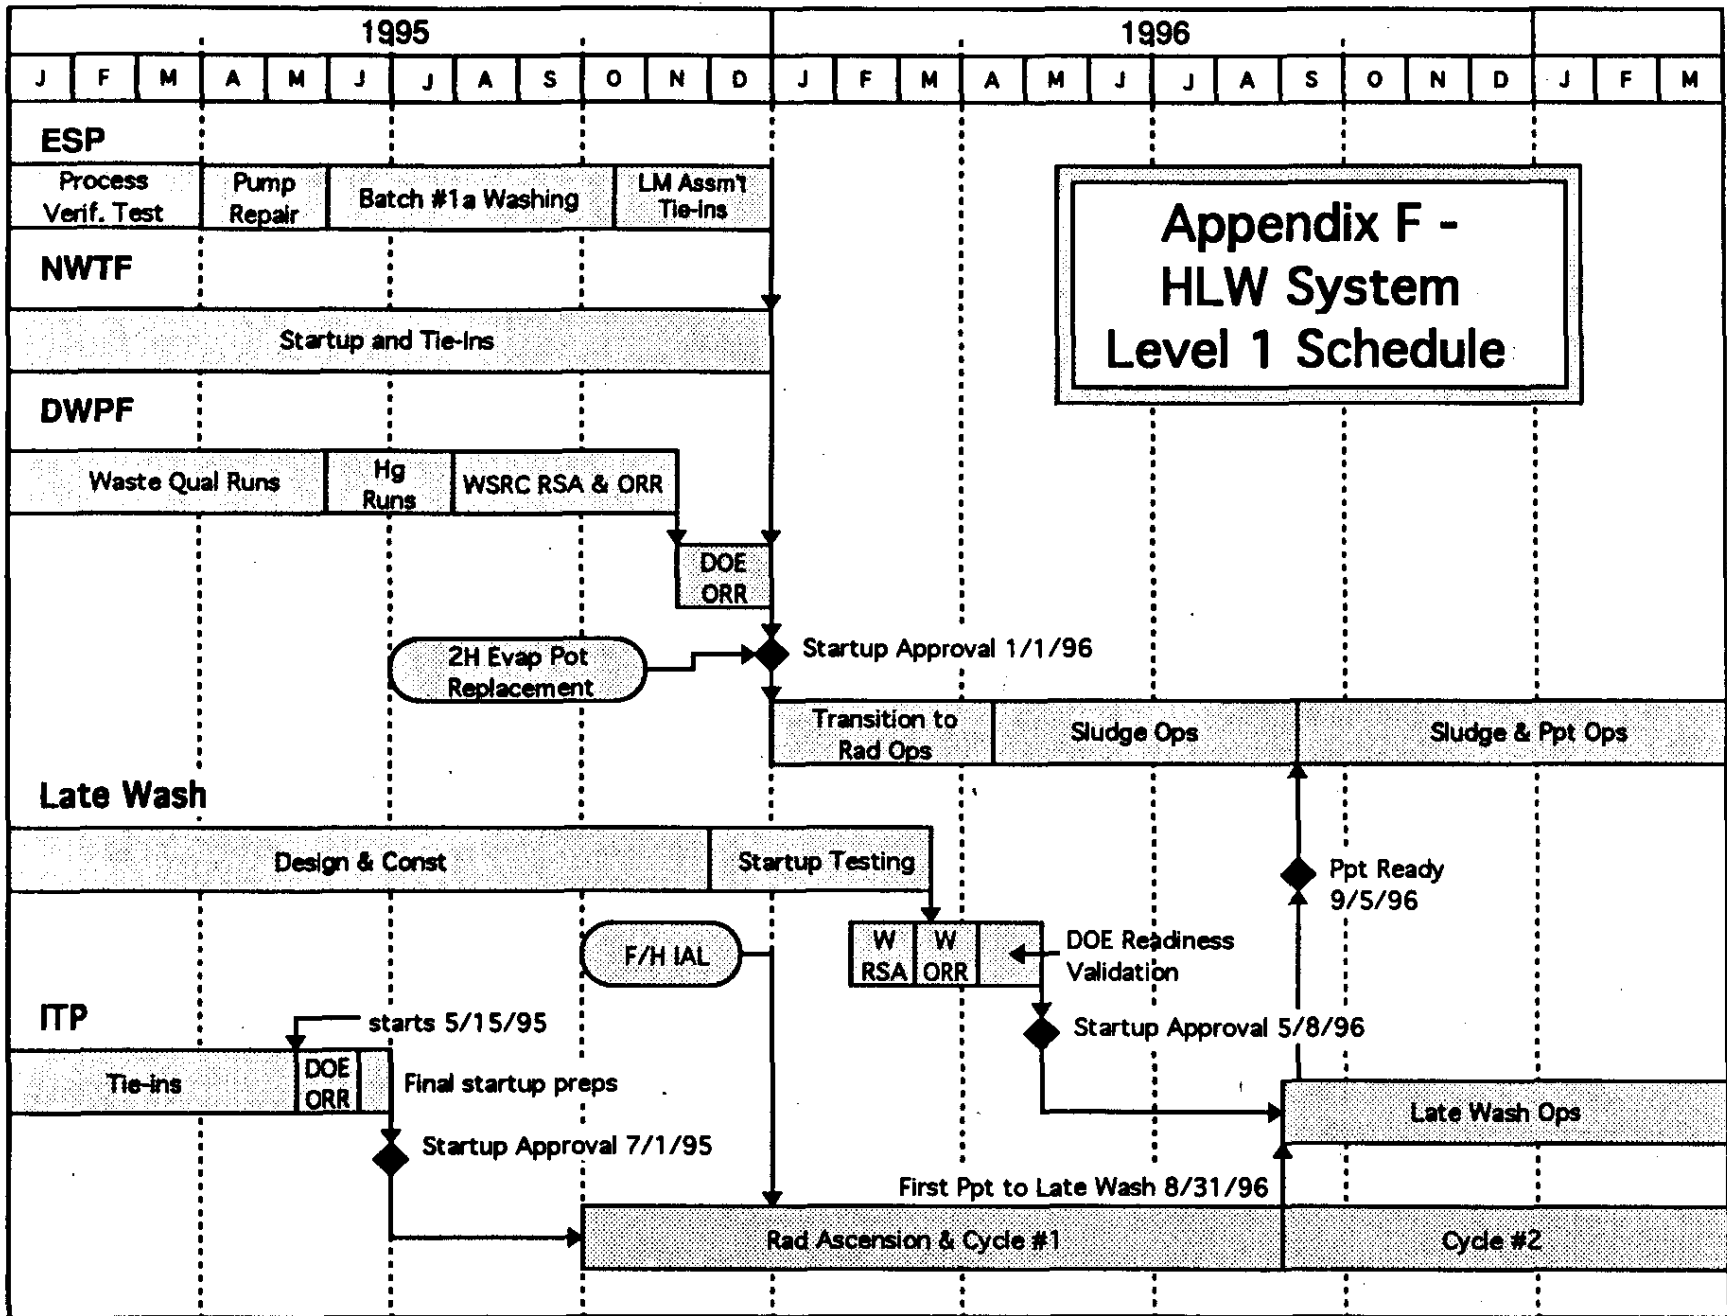 1995 1996
J F M A M J J A S O N D J F M A M J J A S O N D J F M
ESP
Process
Verif. Test
Pump
Repair
Batch #1a Washing
LM Assm't
Tie-ins
Appendix F -
HLW System
Level 1 Schedule
NWTF
Startup and Tie-Ins
DWPF
Waste Qual Runs
Hg
Runs
WSRC RSA & ORR
DOE
ORR
2H Evap Pot
Replacement
Startup Approval 1/1/96
Transition to
Rad Ops
Sludge Ops
Sludge & Ppt Ops
Late Wash
Design & Const
Startup Testing
Ppt Ready
9/5/96
F/H IAL
W
RSA
W
ORR
DOE Readiness
Validation
Startup Approval 5/8/96
ITP
starts 5/15/95
Tie-ins
DOE
ORR
Final startup preps
Startup Approval 7/1/95
Late Wash Ops
First Ppt to Late Wash 8/31/96
Rad Ascension & Cycle #1
Cycle #2